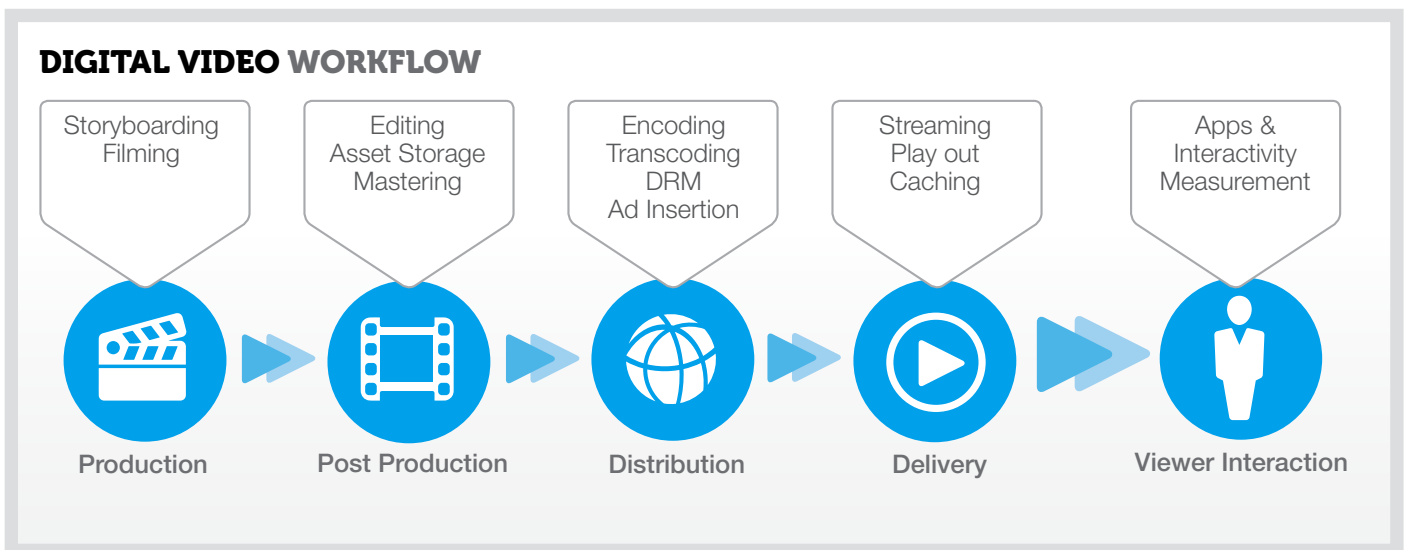 DIGITAL VIDEO WORKFLOW
Storyboarding
Filming
Editing
Asset Storage
Mastering
Encoding
Transcoding
DRM
Ad Insertion
Streaming
Play out
Caching
Apps &
Interactivity
Measurement
Production
Post Production
Distribution
Delivery
Viewer Interaction